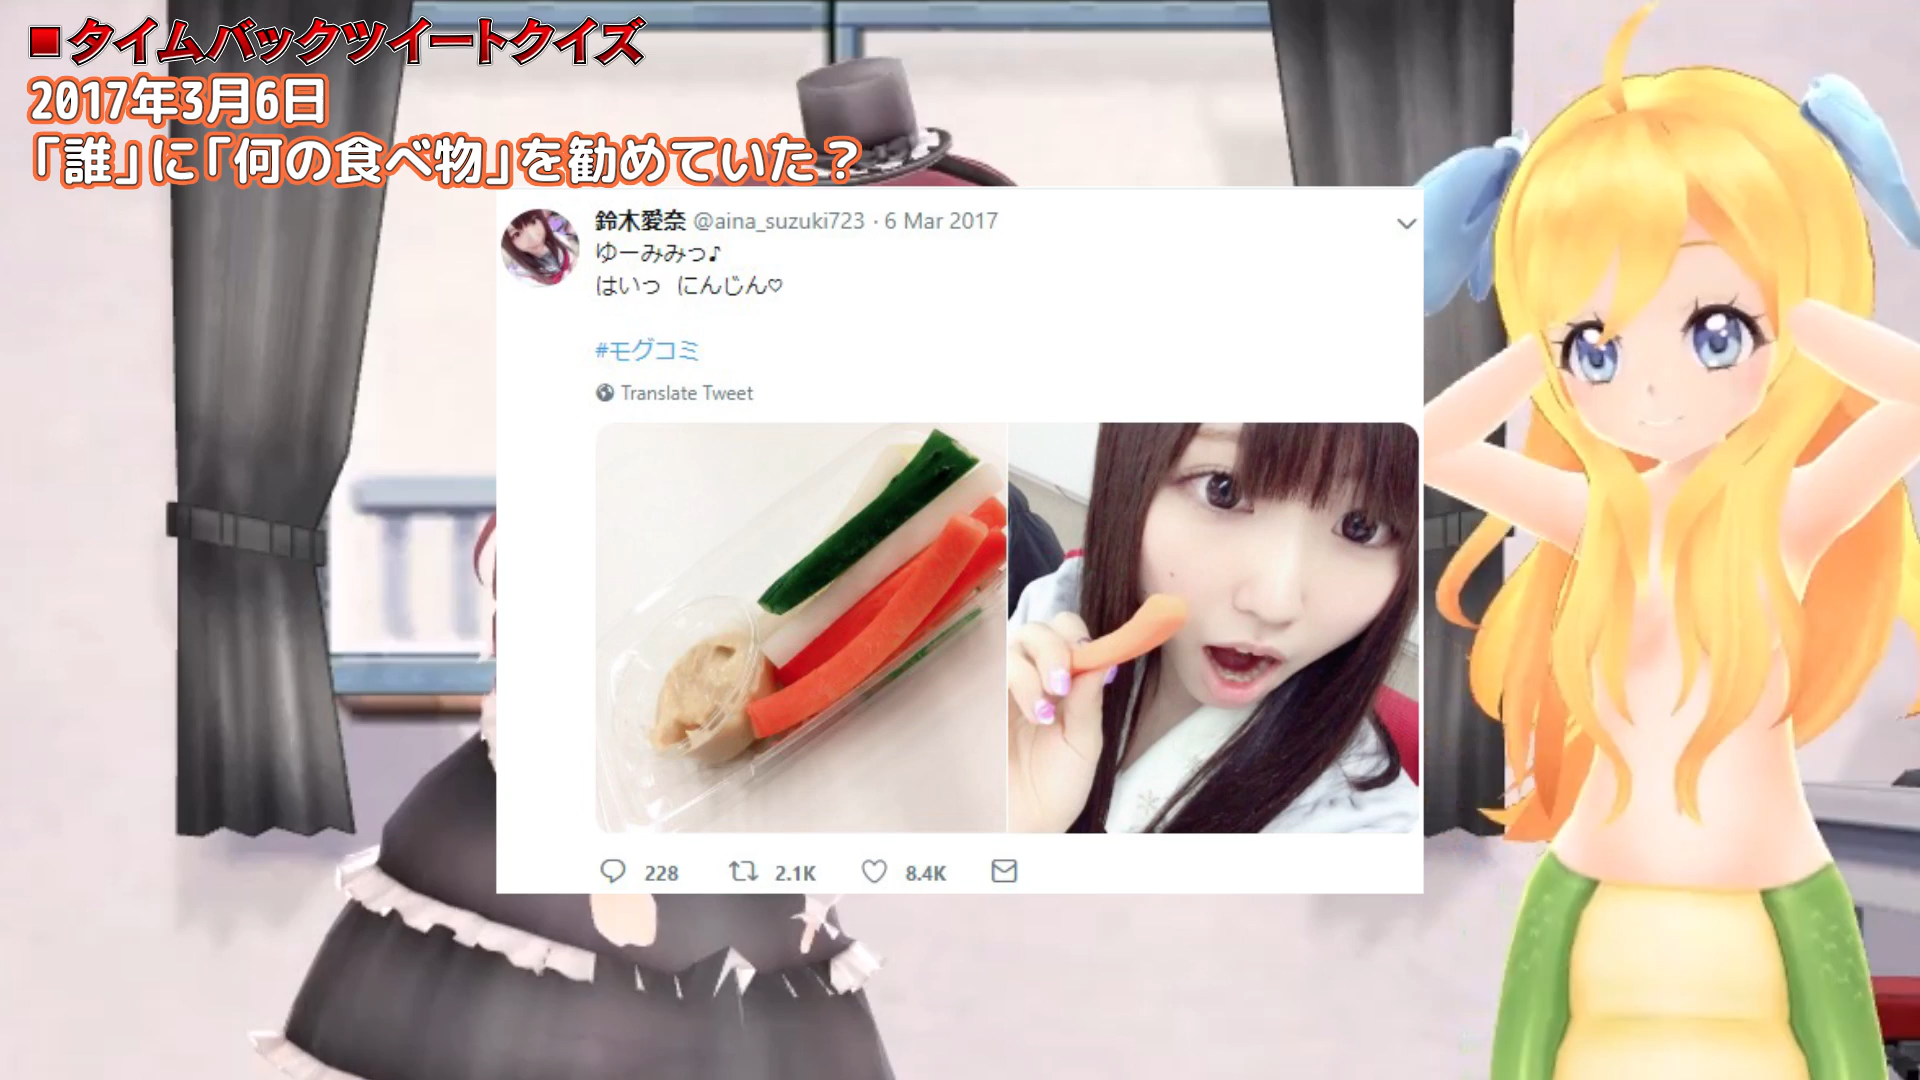 ■タイムバックツイートクイズ
2017年3月6日
「誰」に「何の食べ物」を勧めていた？
鈴木愛奈 @aina_suzuki723 · 6 Mar 2017
ゆーみみっ♪
はいっ にんじん♡
#モグコミ
Translate Tweet
228 2.1K 8.4K